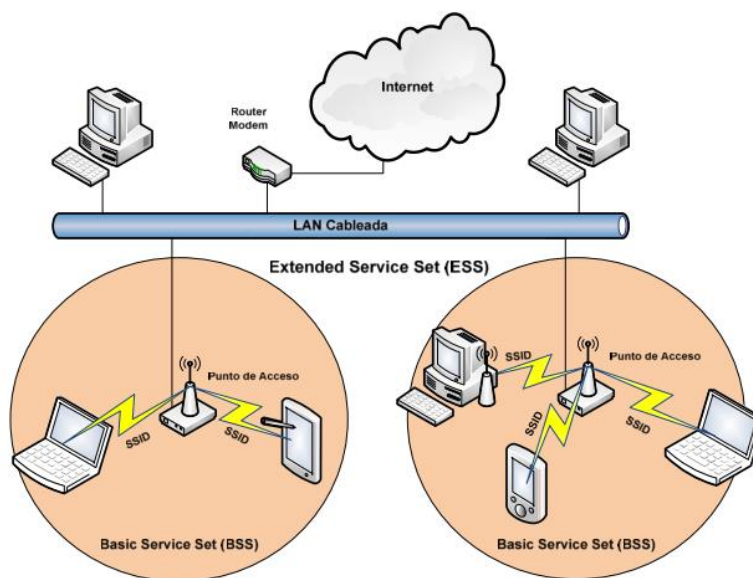 Internet
Router
Modem
LAN Cableada
Extended Service Set (ESS)
Punto de Acceso
SSID
SSID
Basic Service Set (BSS)
SSID
Punto de Acceso
SSID
SSID
Basic Service Set (BSS)